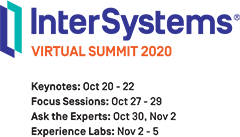 InterSystems®
VIRTUAL SUMMIT 2020
Keynotes: Oct 20 - 22
Focus Sessions: Oct 27 - 29
Ask the Experts: Oct 30, Nov 2
Experience Labs: Nov 2 - 5